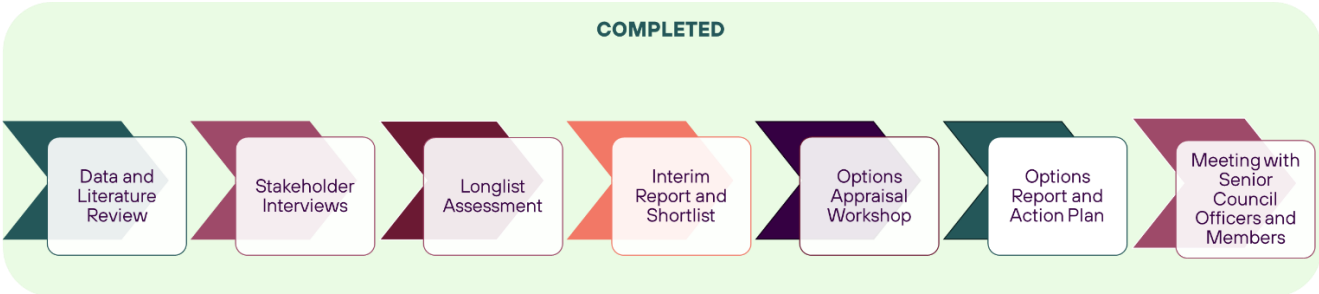 COMPLETED
Data and
Literature
Review
Stakeholder
Interviews
Longlist
Assessment
Interim
Report and
Shortlist
Options
Appraisal
Workshop
Options
Report and
Action Plan
Meeting with
Senior
Council
Officers and
Members